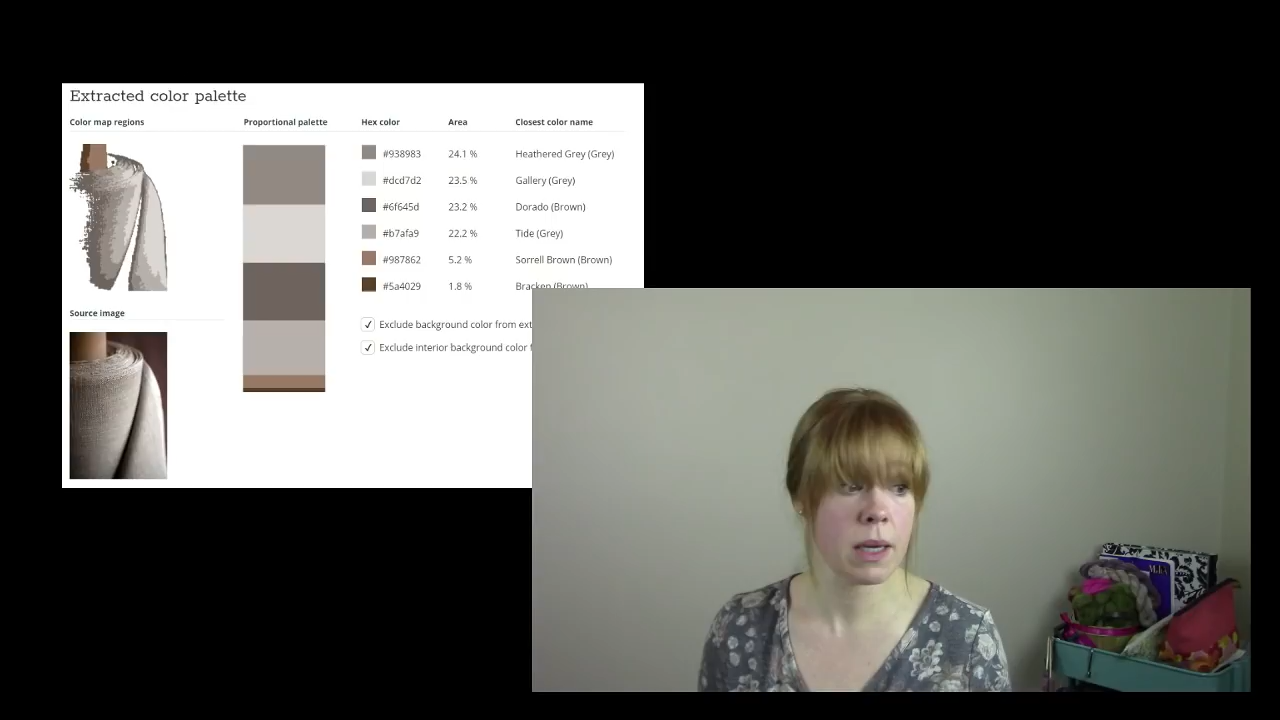 Extracted color palette
Color map regions
Proportional palette
Hex color Area Closest color name
#938983 24.1 % Heathered Grey (Grey)
#dcd7d2 23.5 % Gallery (Grey)
#6f645d 23.2 % Dorado (Brown)
#b7afa9 22.2 % Tide (Grey)
#987862 5.2 % Sorrell Brown (Brown)
#5a4029 1.8 % Bracken (Brown)
Source image
Exclude background color from ext
Exclude interior background color f